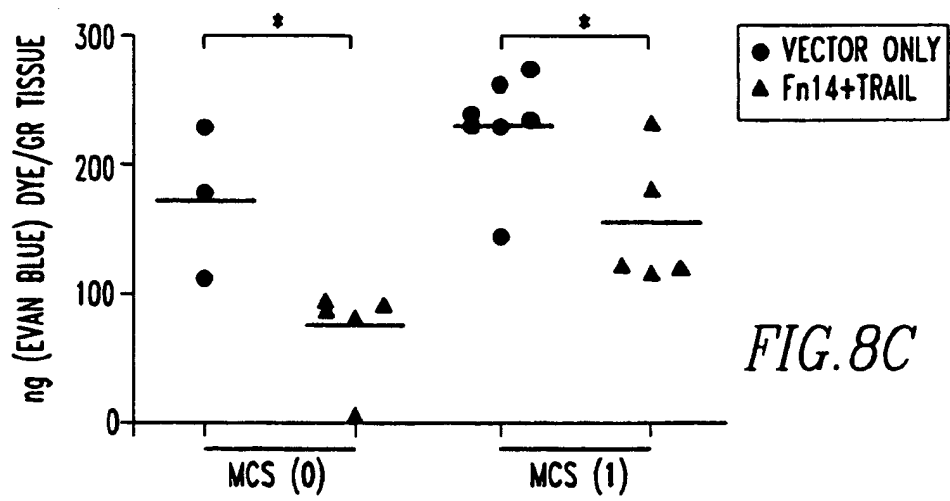 ng (EVAN BLUE) DYE/GR TISSUE
300
200
100
0
*
*
MCS (0)
MCS (1)
VECTOR ONLY
Fn14+TRAIL
FIG.8C